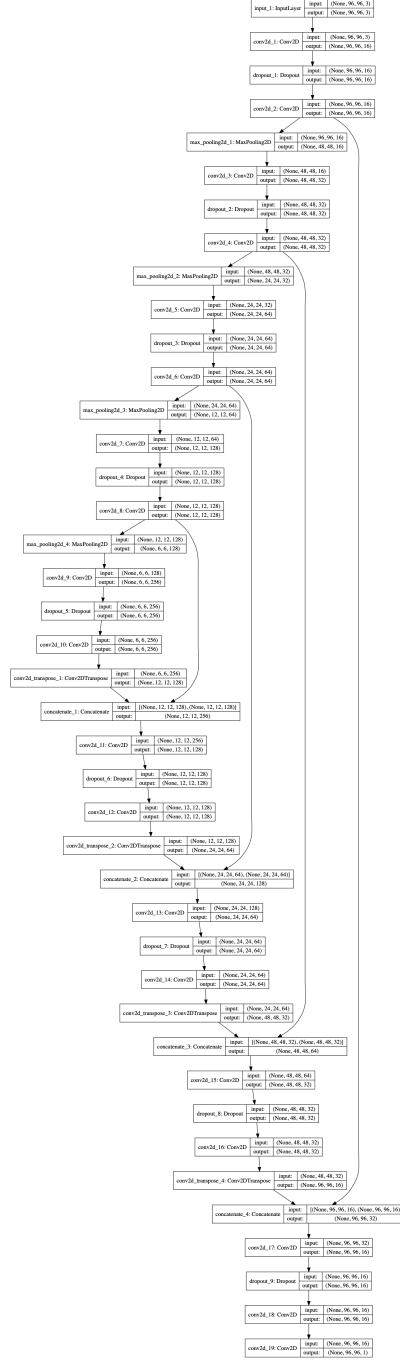 input_1: InputLayer input: (None, 96, 96, 3)
output: (None, 96, 96, 3)
conv2d_1: Conv2D input: (None, 96, 96, 3)
output: (None, 96, 96, 16)
dropout_1: Dropout input: (None, 96, 96, 16)
output: (None, 96, 96, 16)
conv2d_2: Conv2D input: (None, 96, 96, 16)
output: (None, 96, 96, 16)
max_pooling2d_1: MaxPooling2D input: (None, 96, 96, 16)
output: (None, 48, 48, 16)
conv2d_3: Conv2D input: (None, 48, 48, 16)
output: (None, 48, 48, 32)
dropout_2: Dropout input: (None, 48, 48, 32)
output: (None, 48, 48, 32)
conv2d_4: Conv2D input: (None, 48, 48, 32)
output: (None, 48, 48, 32)
max_pooling2d_2: MaxPooling2D input: (None, 48, 48, 32)
output: (None, 24, 24, 32)
conv2d_5: Conv2D input: (None, 24, 24, 32)
output: (None, 24, 24, 64)
dropout_3: Dropout input: (None, 24, 24, 64)
output: (None, 24, 24, 64)
conv2d_6: Conv2D input: (None, 24, 24, 64)
output: (None, 24, 24, 64)
max_pooling2d_3: MaxPooling2D input: (None, 24, 24, 64)
output: (None, 12, 12, 64)
conv2d_7: Conv2D input: (None, 12, 12, 64)
output: (None, 12, 12, 128)
dropout_4: Dropout input: (None, 12, 12, 128)
output: (None, 12, 12, 128)
conv2d_8: Conv2D input: (None, 12, 12, 128)
output: (None, 12, 12, 128)
max_pooling2d_4: MaxPooling2D input: (None, 12, 12, 128)
output: (None, 6, 6, 128)
conv2d_9: Conv2D input: (None, 6, 6, 128)
output: (None, 6, 6, 256)
dropout_5: Dropout input: (None, 6, 6, 256)
output: (None, 6, 6, 256)
conv2d_10: Conv2D input: (None, 6, 6, 256)
output: (None, 6, 6, 256)
conv2d_transpose_1: Conv2DTranspose input: (None, 6, 6, 256)
output: (None, 12, 12, 128)
concatenate_1: Concatenate input: [(None, 12, 12, 128), (None, 12, 12, 128)]
output: (None, 12, 12, 256)
conv2d_11: Conv2D input: (None, 12, 12, 256)
output: (None, 12, 12, 128)
dropout_6: Dropout input: (None, 12, 12, 128)
output: (None, 12, 12, 128)
conv2d_12: Conv2D input: (None, 12, 12, 128)
output: (None, 12, 12, 128)
conv2d_transpose_2: Conv2DTranspose input: (None, 12, 12, 128)
output: (None, 24, 24, 64)
concatenate_2: Concatenate input: [(None, 24, 24, 64), (None, 24, 24, 64)]
output: (None, 24, 24, 128)
conv2d_13: Conv2D input: (None, 24, 24, 128)
output: (None, 24, 24, 64)
dropout_7: Dropout input: (None, 24, 24, 64)
output: (None, 24, 24, 64)
conv2d_14: Conv2D input: (None, 24, 24, 64)
output: (None, 24, 24, 64)
conv2d_transpose_3: Conv2DTranspose input: (None, 24, 24, 64)
output: (None, 48, 48, 32)
concatenate_3: Concatenate input: [(None, 48, 48, 32), (None, 48, 48, 32)]
output: (None, 48, 48, 64)
conv2d_15: Conv2D input: (None, 48, 48, 64)
output: (None, 48, 48, 32)
dropout_8: Dropout input: (None, 48, 48, 32)
output: (None, 48, 48, 32)
conv2d_16: Conv2D input: (None, 48, 48, 32)
output: (None, 48, 48, 32)
conv2d_transpose_4: Conv2DTranspose input: (None, 48, 48, 32)
output: (None, 96, 96, 16)
concatenate_4: Concatenate input: [(None, 96, 96, 16), (None, 96, 96, 16)]
output: (None, 96, 96, 32)
conv2d_17: Conv2D input: (None, 96, 96, 32)
output: (None, 96, 96, 16)
dropout_9: Dropout input: (None, 96, 96, 16)
output: (None, 96, 96, 16)
conv2d_18: Conv2D input: (None, 96, 96, 16)
output: (None, 96, 96, 16)
conv2d_19: Conv2D input: (None, 96, 96, 16)
output: (None, 96, 96, 1)